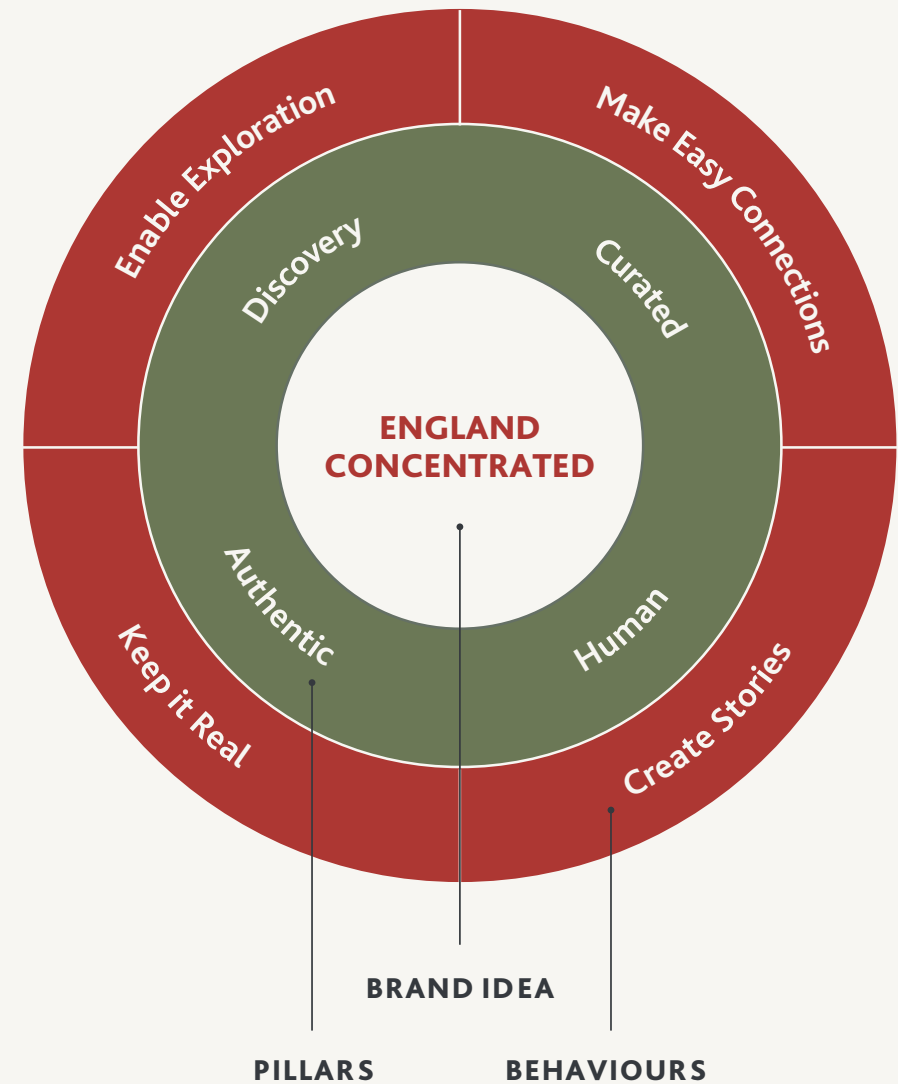 Enable Exploration
Make Easy Connections
Discovery
Curated
ENGLAND
CONCENTRATED
Authentic
Human
Keep it Real
Create Stories
BRAND IDEA
PILLARS
BEHAVIOURS